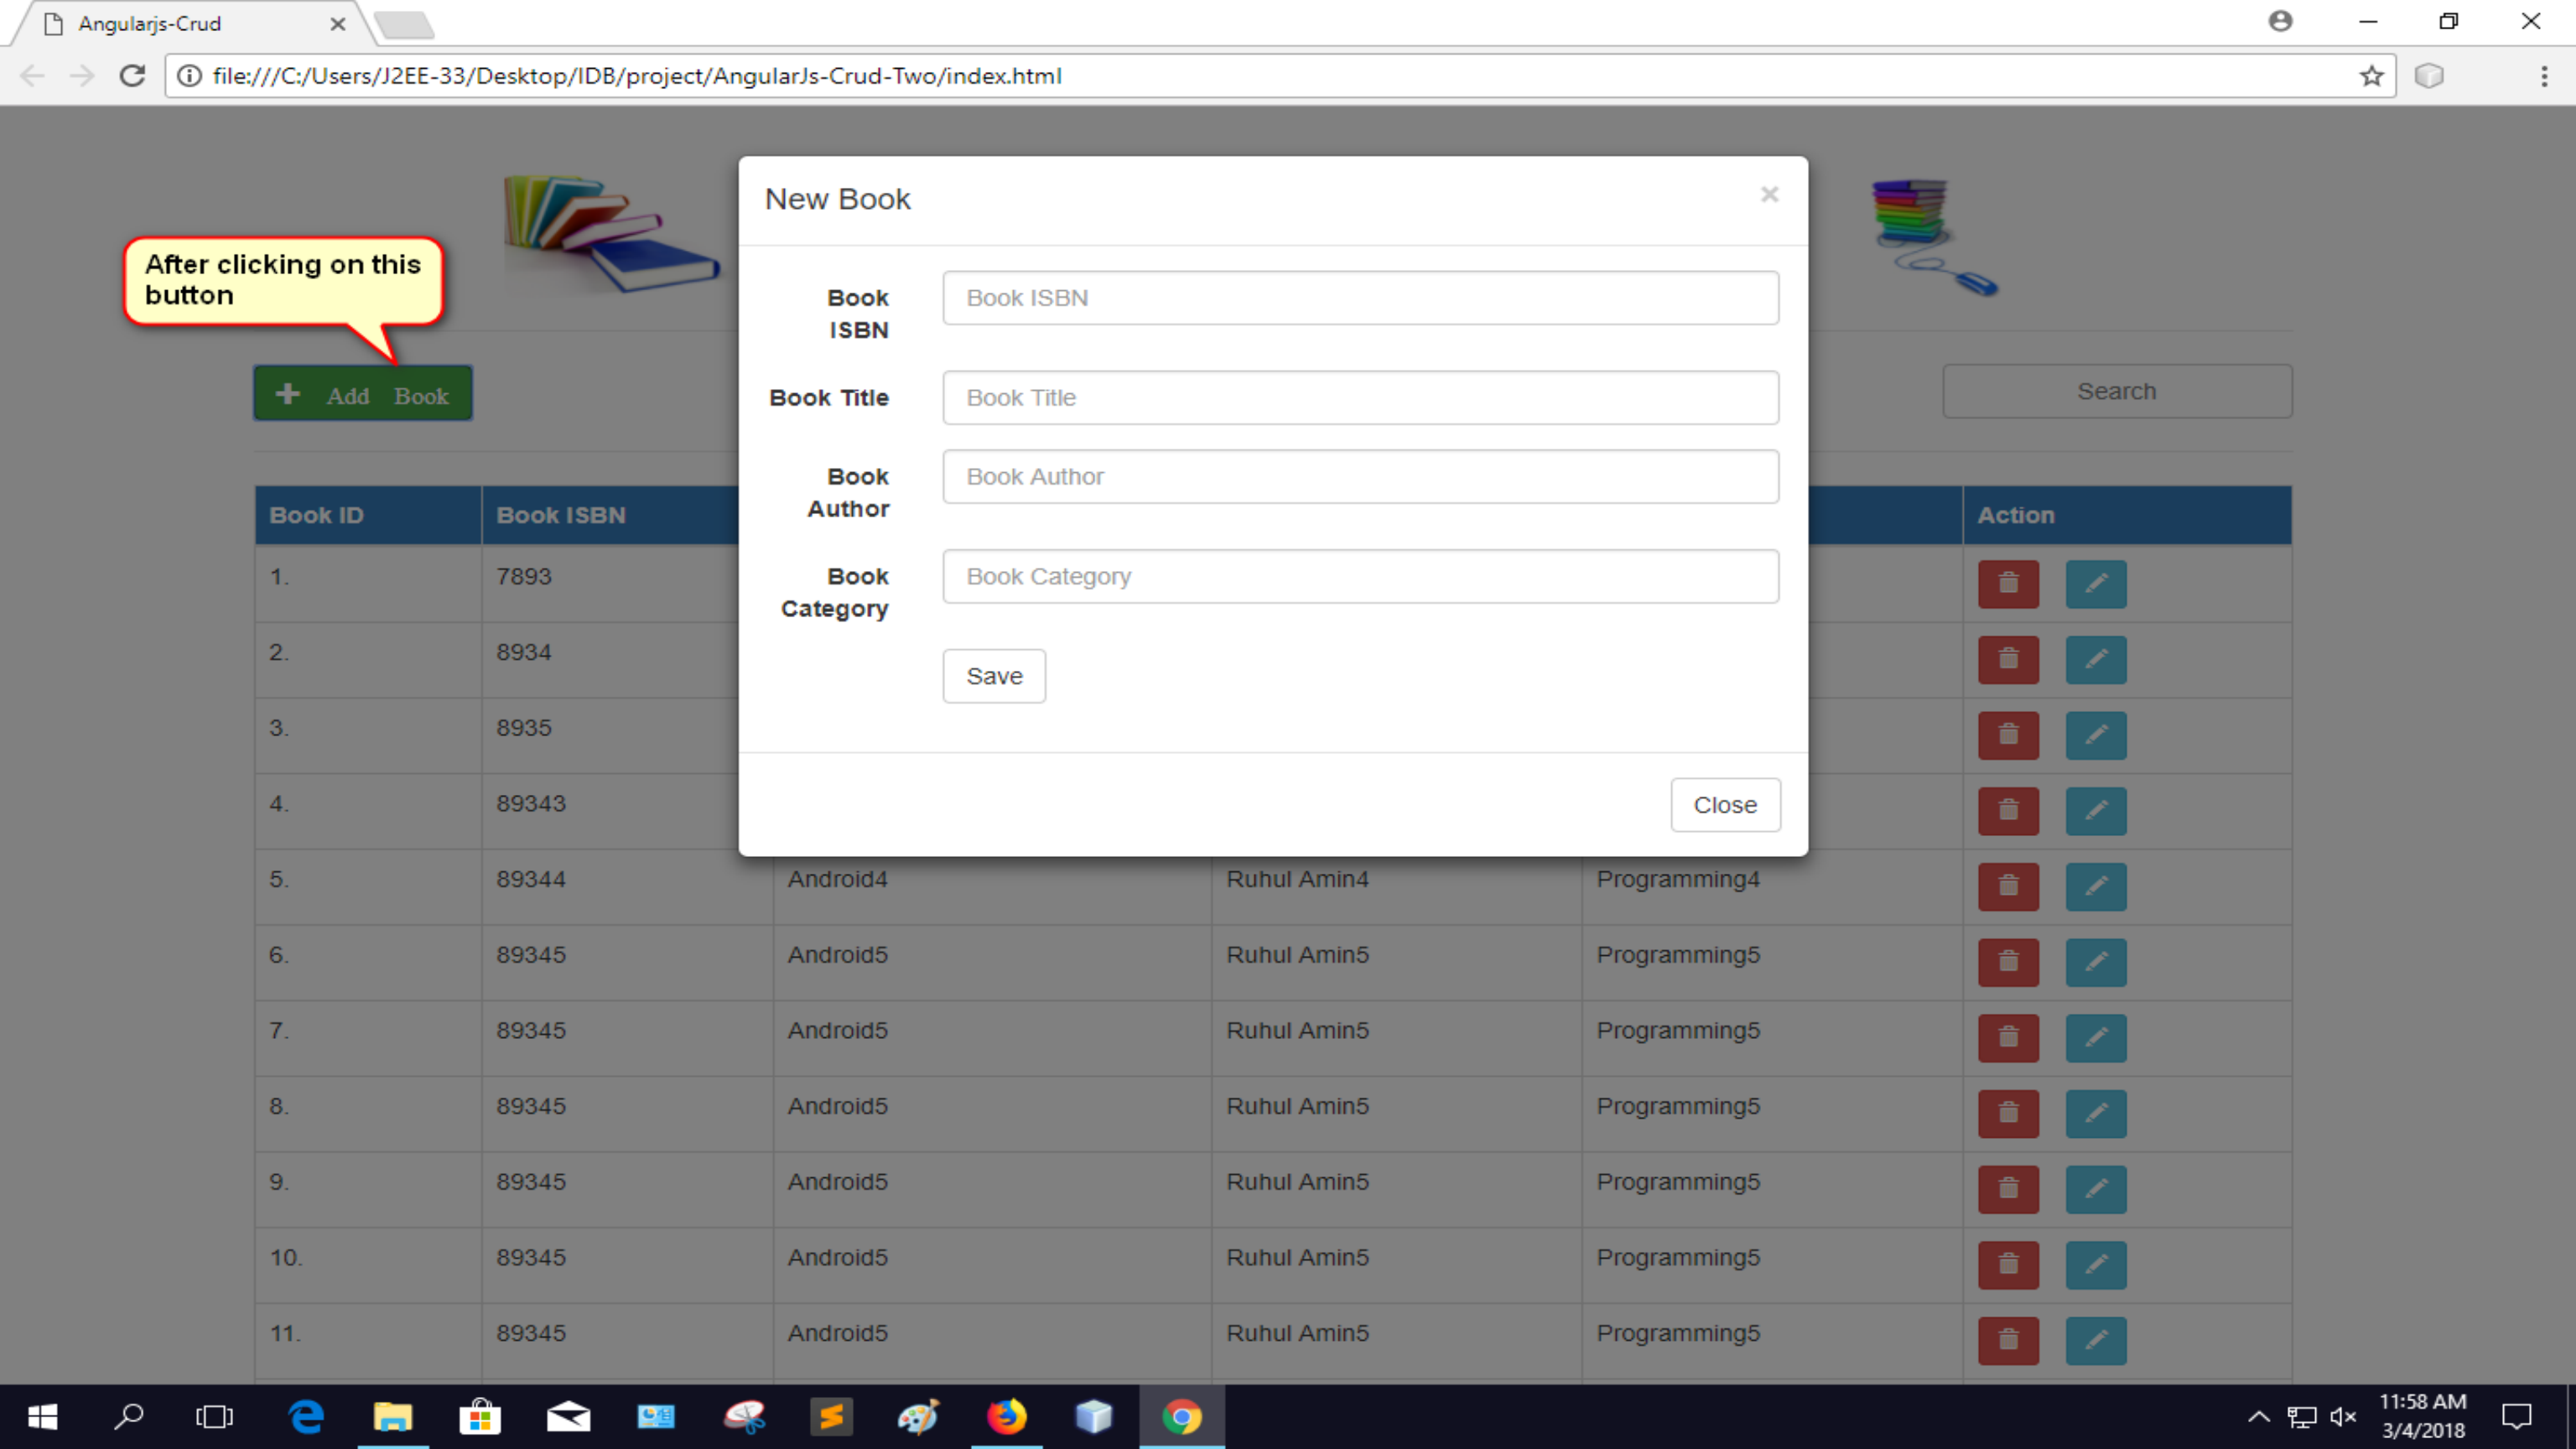 Angularjs-Crud
file:///C:/Users/J2EE-33/Desktop/IDB/project/AngularJs-Crud-Two/index.html
After clicking on this
button
Add Book
Search
New Book
×
Book
ISBN
Book ISBN
Book Title
Book Title
Book
Author
Book Author
Book
Category
Book Category
Save
Close
Book ID Book ISBN Action
1. 7893
2. 8934
3. 8935
4. 89343
5. 89344 Android4 Ruhul Amin4 Programming4
6. 89345 Android5 Ruhul Amin5 Programming5
7. 89345 Android5 Ruhul Amin5 Programming5
8. 89345 Android5 Ruhul Amin5 Programming5
9. 89345 Android5 Ruhul Amin5 Programming5
10. 89345 Android5 Ruhul Amin5 Programming5
11. 89345 Android5 Ruhul Amin5 Programming5
11:58 AM
3/4/2018